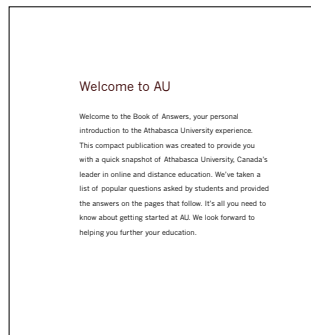 Welcome to AU
Welcome to the Book of Answers, your personal
introduction to the Athabasca University experience.
This compact publication was created to provide you
with a quick snapshot of Athabasca University, Canada's
leader in online and distance education. We've taken a
list of popular questions asked by students and provided
the answers on the pages that follow. It's all you need to
know about getting started at AU. We look forward to
helping you further your education.